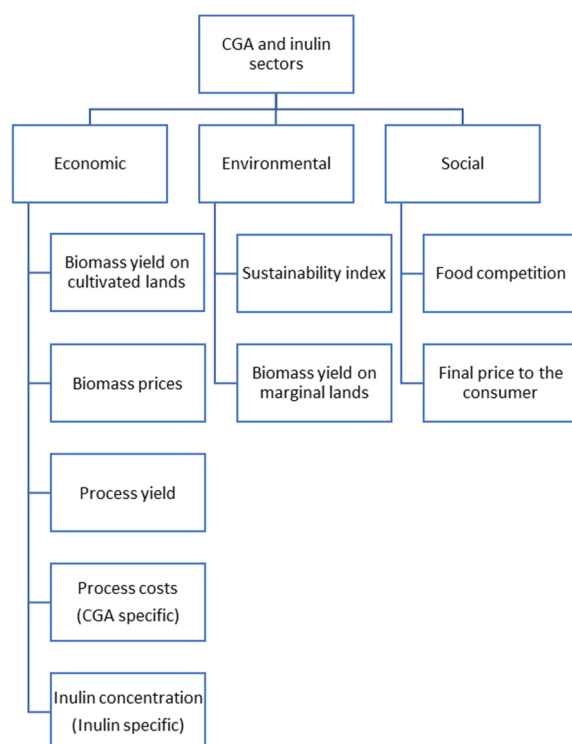 CGA and inulin
sectors
Economic
Environmental
Social
Biomass yield on
cultivated lands
Sustainability index
Food competition
Biomass prices
Biomass yield on
marginal lands
Final price to the
consumer
Process yield
Process costs
(CGA specific)
Inulin concentration
(Inulin specific)